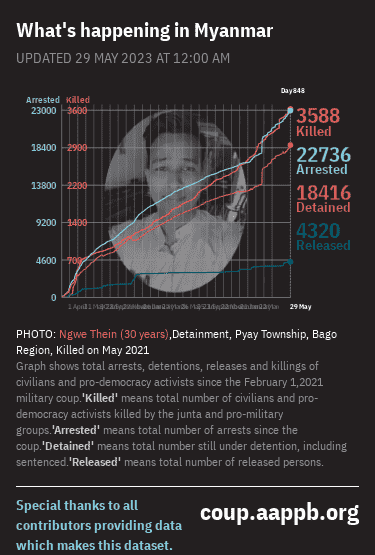 What's happening in Myanmar
UPDATED 29 MAY 2023 AT 12:00 AM
Day848
Arrested Killed
23000 3600
3588
Killed
18400 2900
22736
Arrested
13800 2200
18416
Detained
9200 1400
4320
Released
4600 700
0
29 May
PHOTO: Ngwe Thein (30 years),Detainment, Pyay Township, Bago
Region, Killed on May 2021
Graph shows total arrests, detentions, releases and killings of
civilians and pro-democracy activists since the February 1,2021
military coup.'Killed' means total number of civilians and pro-
democracy activists killed by the junta and pro-military
groups.'Arrested' means total number of arrests since the
coup.'Detained' means total number still under detention, including
sentenced.'Released' means total number of released persons.
Special thanks to all
contributors providing data
which makes this dataset.
coup.aappb.org